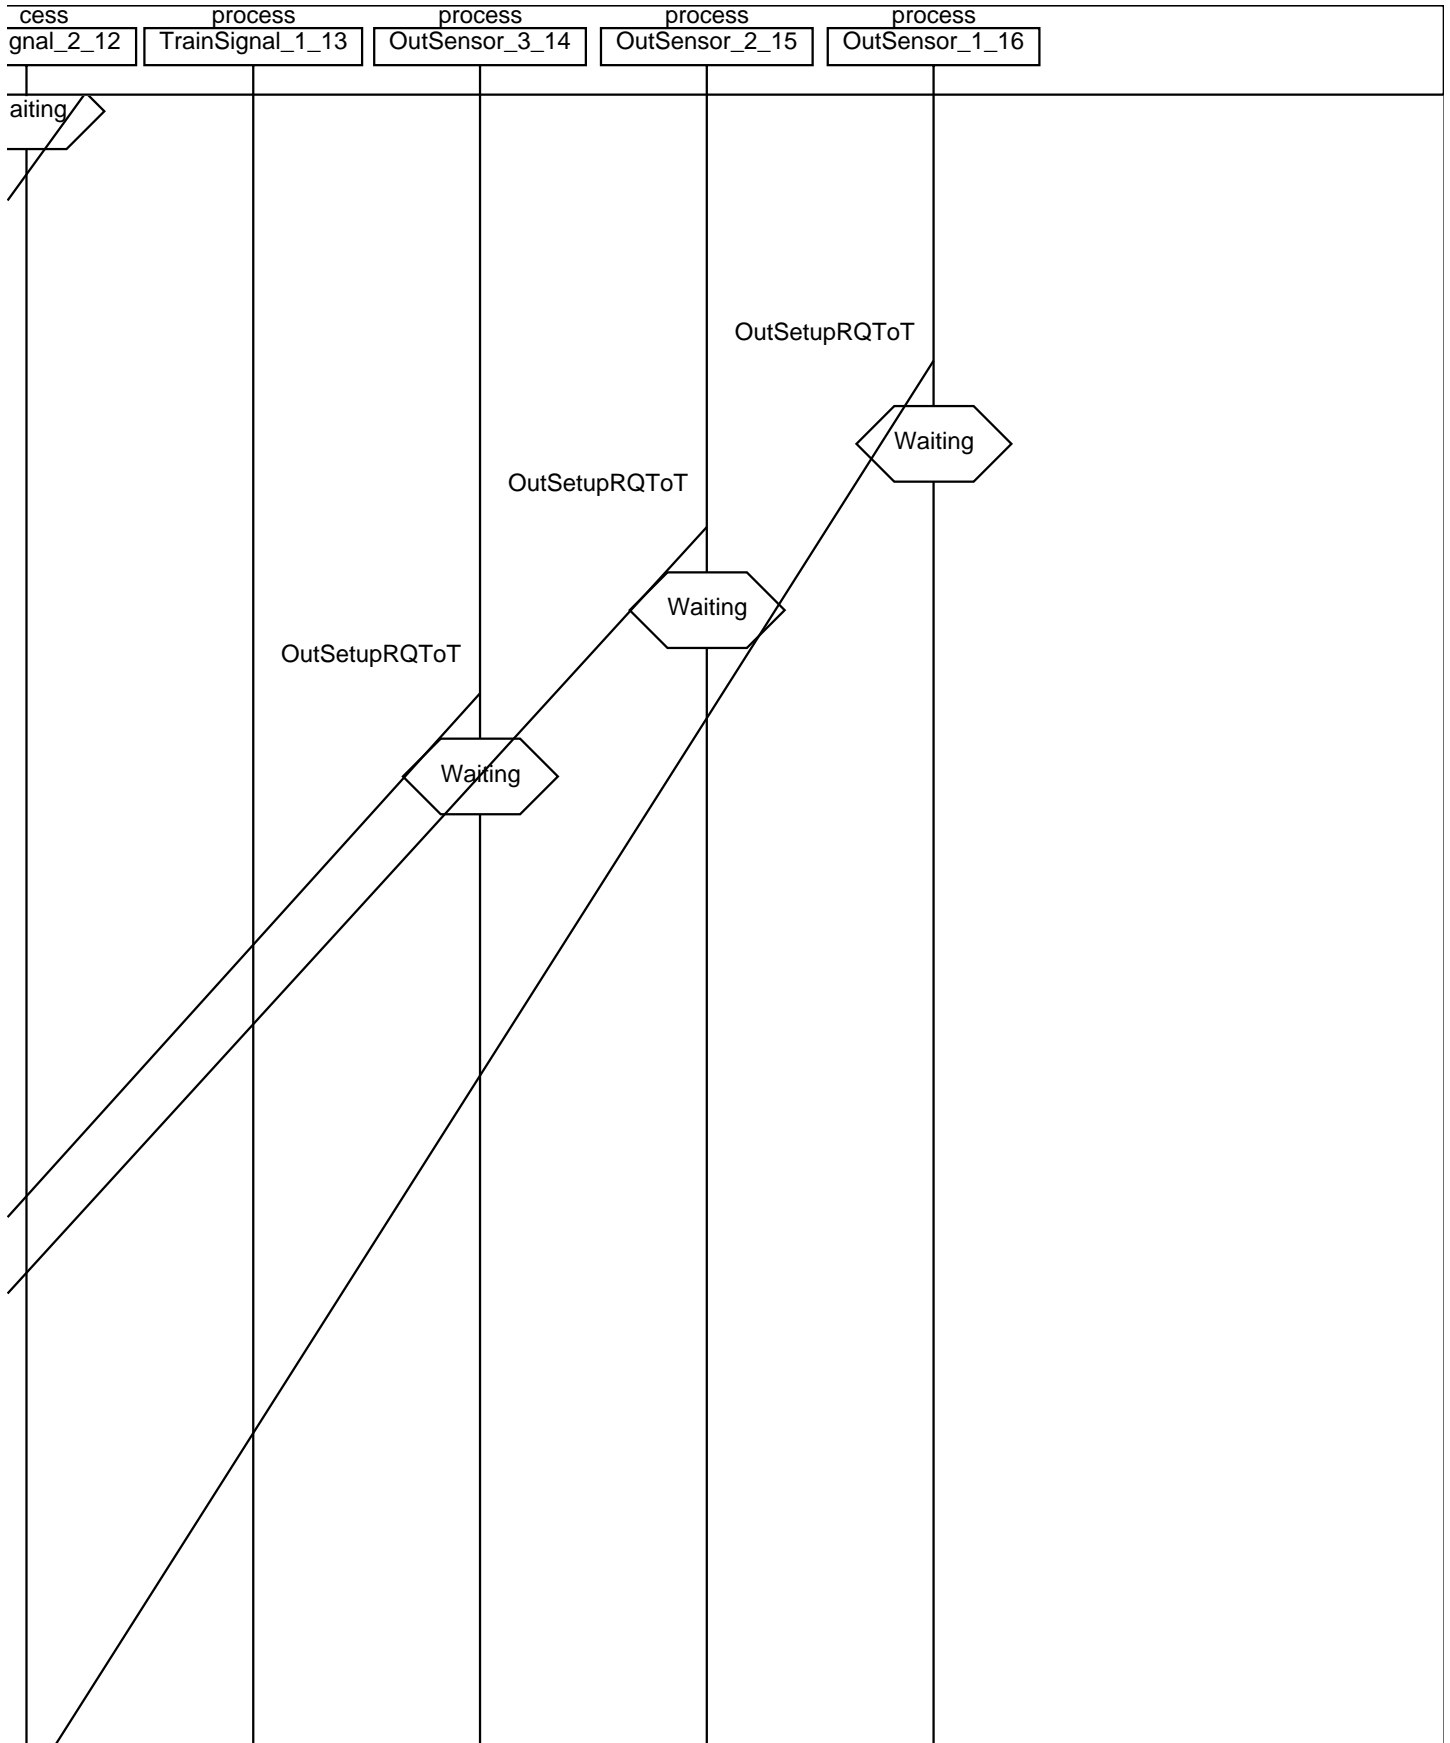 cess process process process process
gnal_2_12 TrainSignal_1_13 OutSensor_3_14 OutSensor_2_15 OutSensor_1_16
aiting
OutSetupRQToT
Waiting
OutSetupRQToT
Waiting
OutSetupRQToT
Waiting